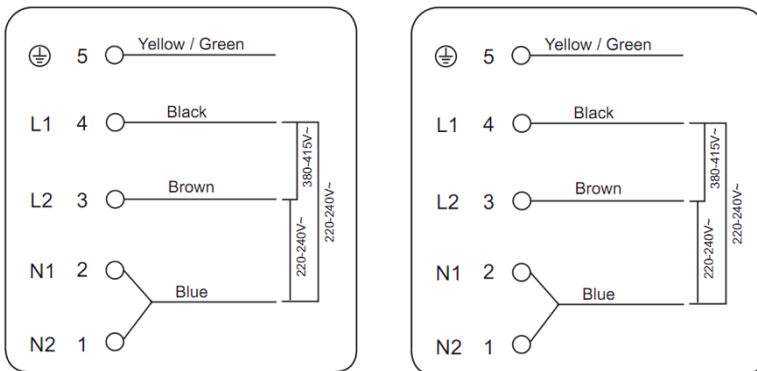 5 Yellow / Green
L1 4 Black
L2 3 Brown
N1 2
Blue
N2 1
380-415V~
220-240V~
220-240V~
5 Yellow / Green
L1 4 Black
L2 3 Brown
N1 2
Blue
N2 1
380-415V~
220-240V~
220-240V~